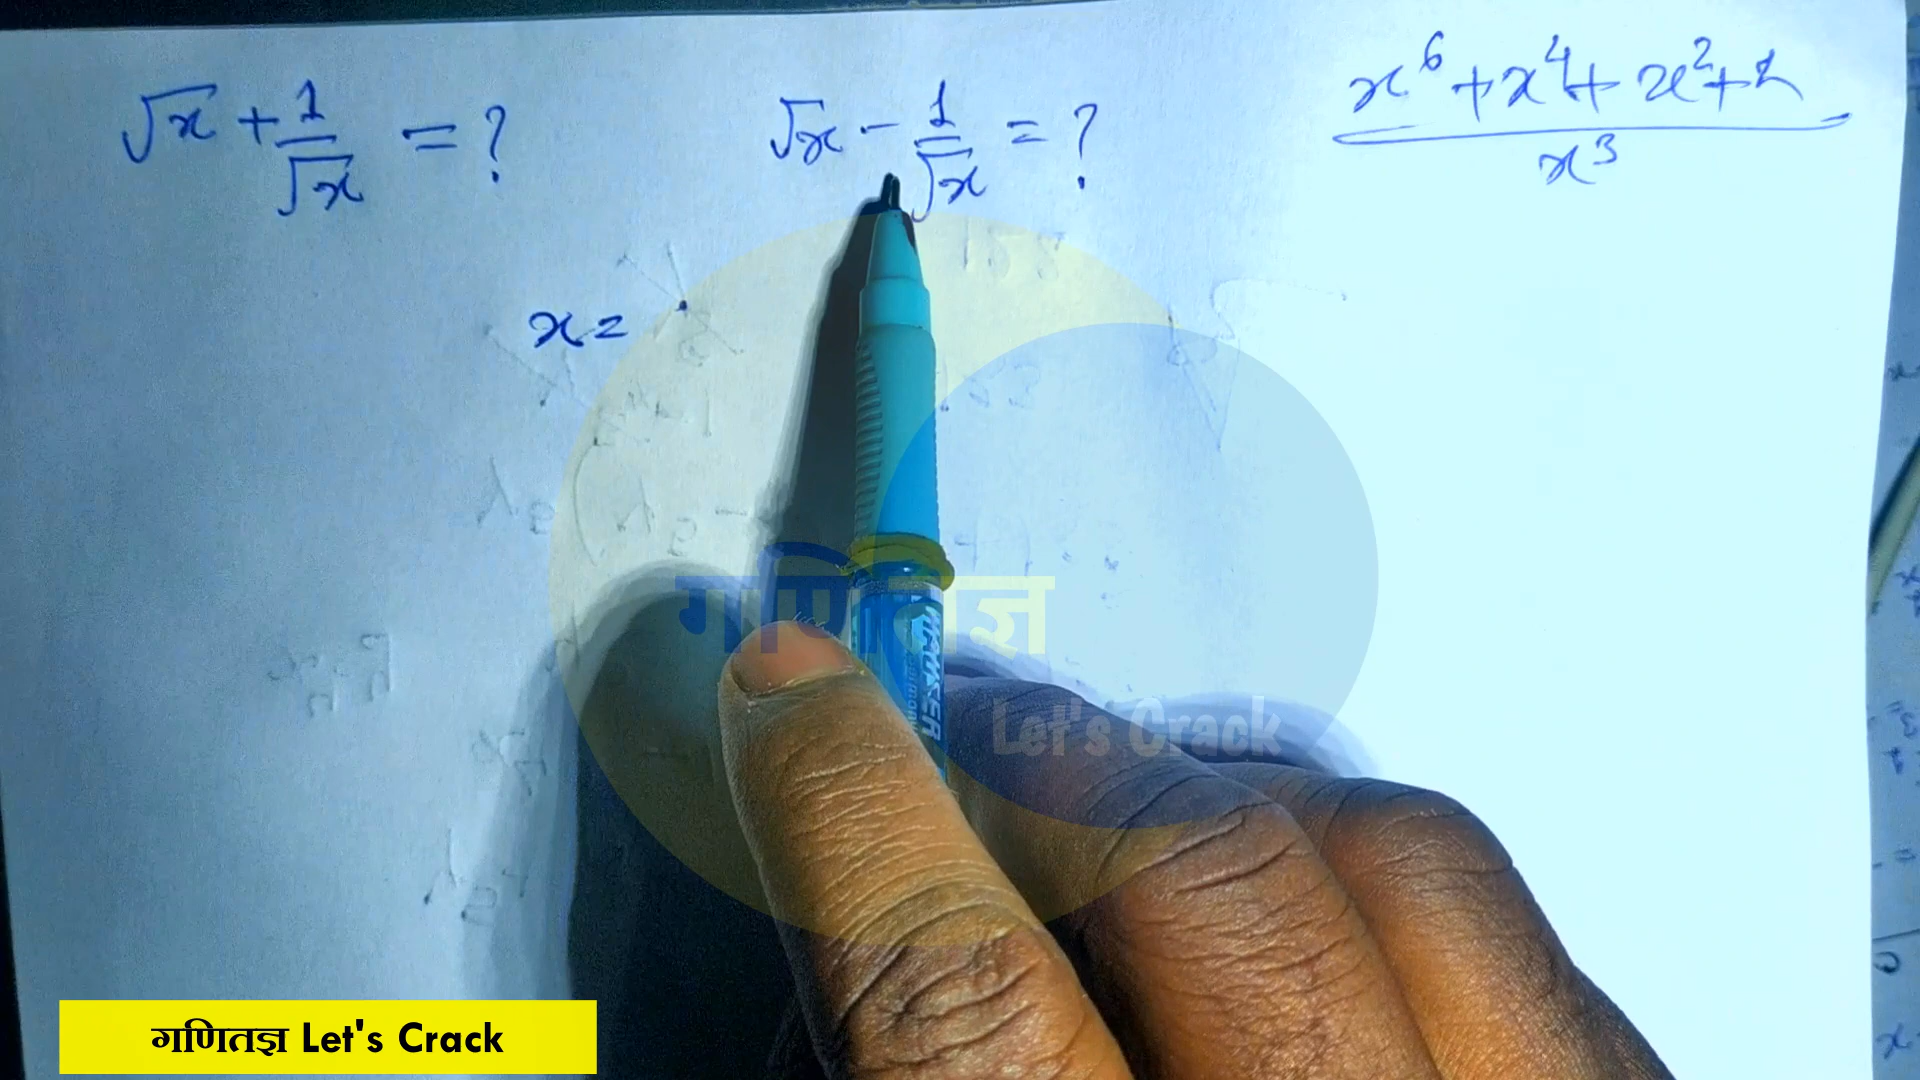 √x + 1/√x = ?
√x - 1/√x = ?
x⁶ + x⁴ + x² + 1 / x³
x =
गणितज्ञ
Let's Crack
गणितज्ञ Let's Crack